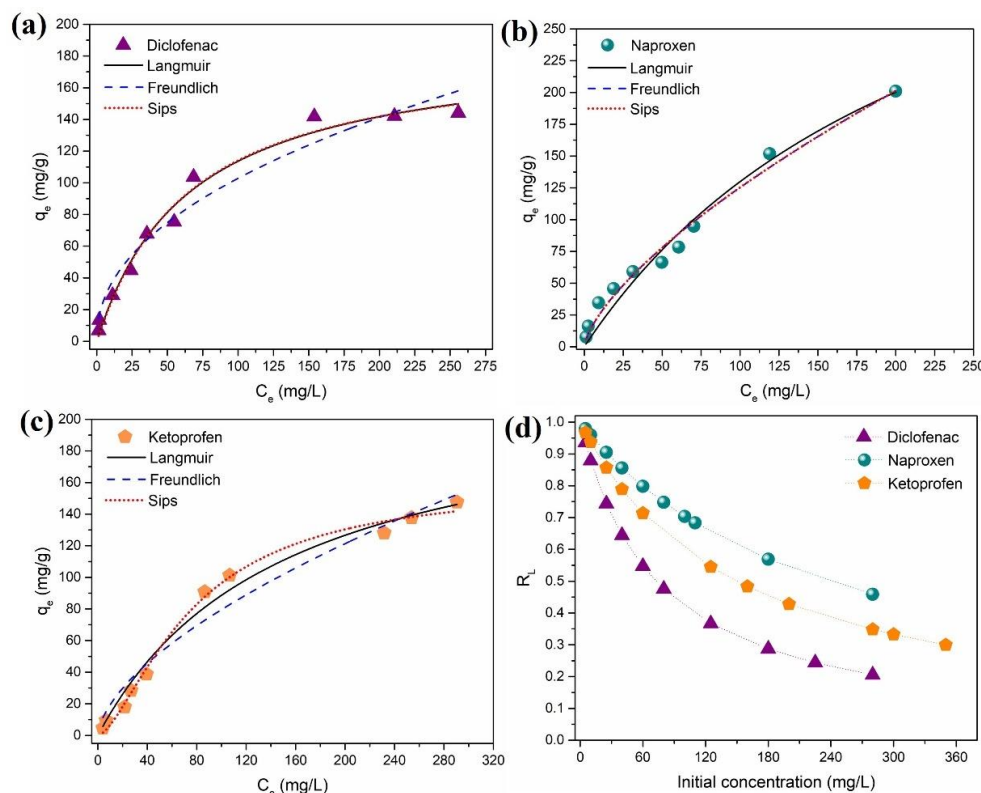 (a)
200
180
160
140
120
100
80
60
40
20
0
qe (mg/g)
Diclofenac
Langmuir
Freundlich
Sips
0 25 50 75 100 125 150 175 200 225 250 275
Ce (mg/L)
(b)
250
225
200
175
150
125
100
75
50
25
0
qe (mg/g)
Naproxen
Langmuir
Freundlich
Sips
0 25 50 75 100 125 150 175 200 225 250
Ce (mg/L)
(c)
200
180
160
140
120
100
80
60
40
20
0
qe (mg/g)
Ketoprofen
Langmuir
Freundlich
Sips
0 40 80 120 160 200 240 280 320
Ce (mg/L)
(d)
1.0
0.9
0.8
0.7
0.6
0.5
0.4
0.3
0.2
0.1
0.0
RL
Diclofenac
Naproxen
Ketoprofen
0 60 120 180 240 300 360
Initial concentration (mg/L)